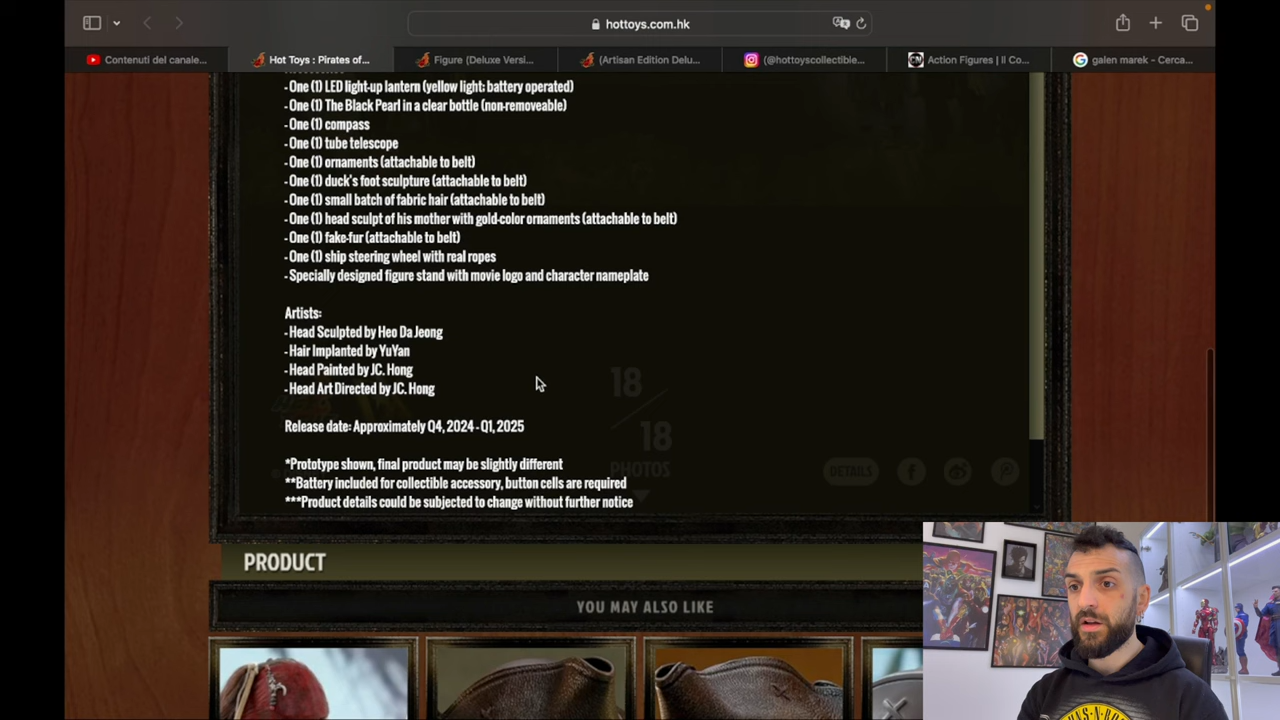 hottoys.com.hk
Contenuti del canale...
Hot Toys : Pirates of...
Figure (Deluxe Versi...
(Artisan Edition Delu...
(@hottoyscollectible...
Action Figures | Il Co...
galen marek - Cerca...
- One (1) LED light-up lantern (yellow light; battery operated)
- One (1) The Black Pearl in a clear bottle (non-removeable)
- One (1) compass
- One (1) tube telescope
- One (1) ornaments (attachable to belt)
- One (1) duck's foot sculpture (attachable to belt)
- One (1) small batch of fabric hair (attachable to belt)
- One (1) head sculpt of his mother with gold-color ornaments (attachable to belt)
- One (1) fake-fur (attachable to belt)
- One (1) ship steering wheel with real ropes
- Specially designed figure stand with movie logo and character nameplate
Artists:
- Head Sculpted by Heo Da Jeong
- Hair Implanted by YuYan
- Head Painted by JC. Hong
- Head Art Directed by JC. Hong
Release date: Approximately Q4, 2024 - Q1, 2025
*Prototype shown, final product may be slightly different
**Battery included for collectible accessory, button cells are required
***Product details could be subjected to change without further notice
18
18
PHOTOS
DETAILS
PRODUCT
YOU MAY ALSO LIKE